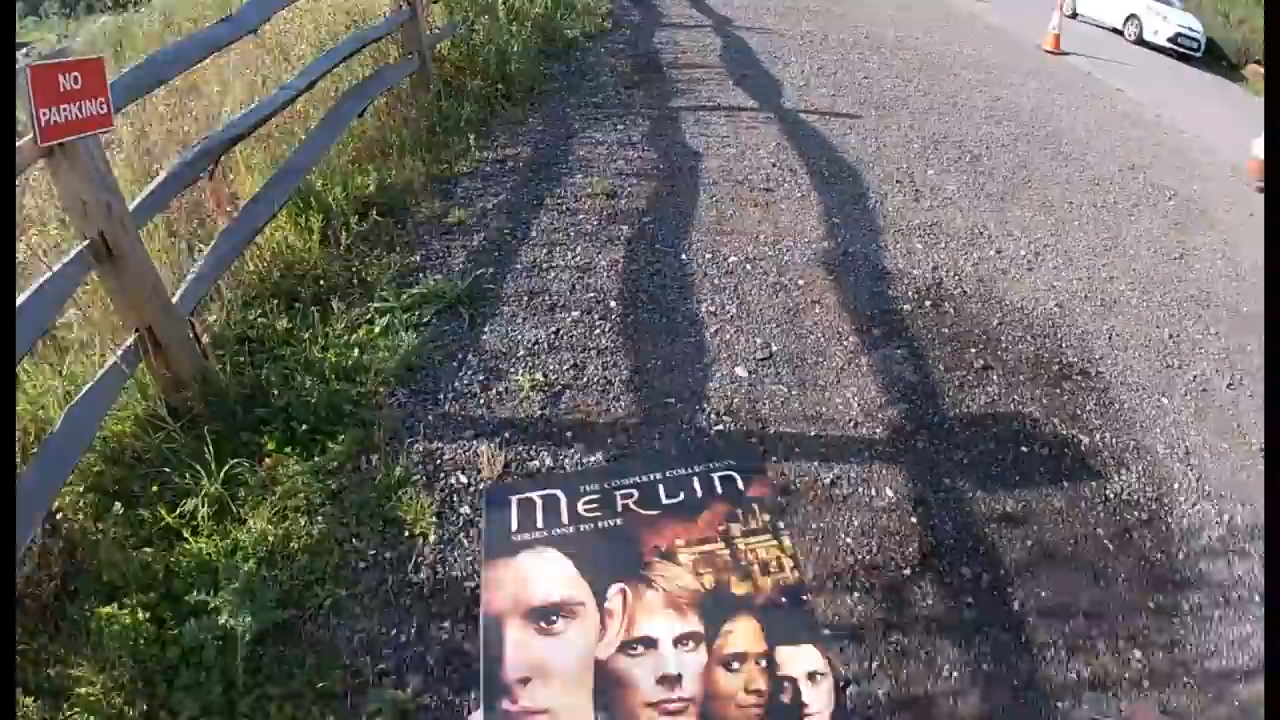 NO
PARKING
THE COMPLETE COLLECTION
MERLIN
SERIES ONE TO FIVE